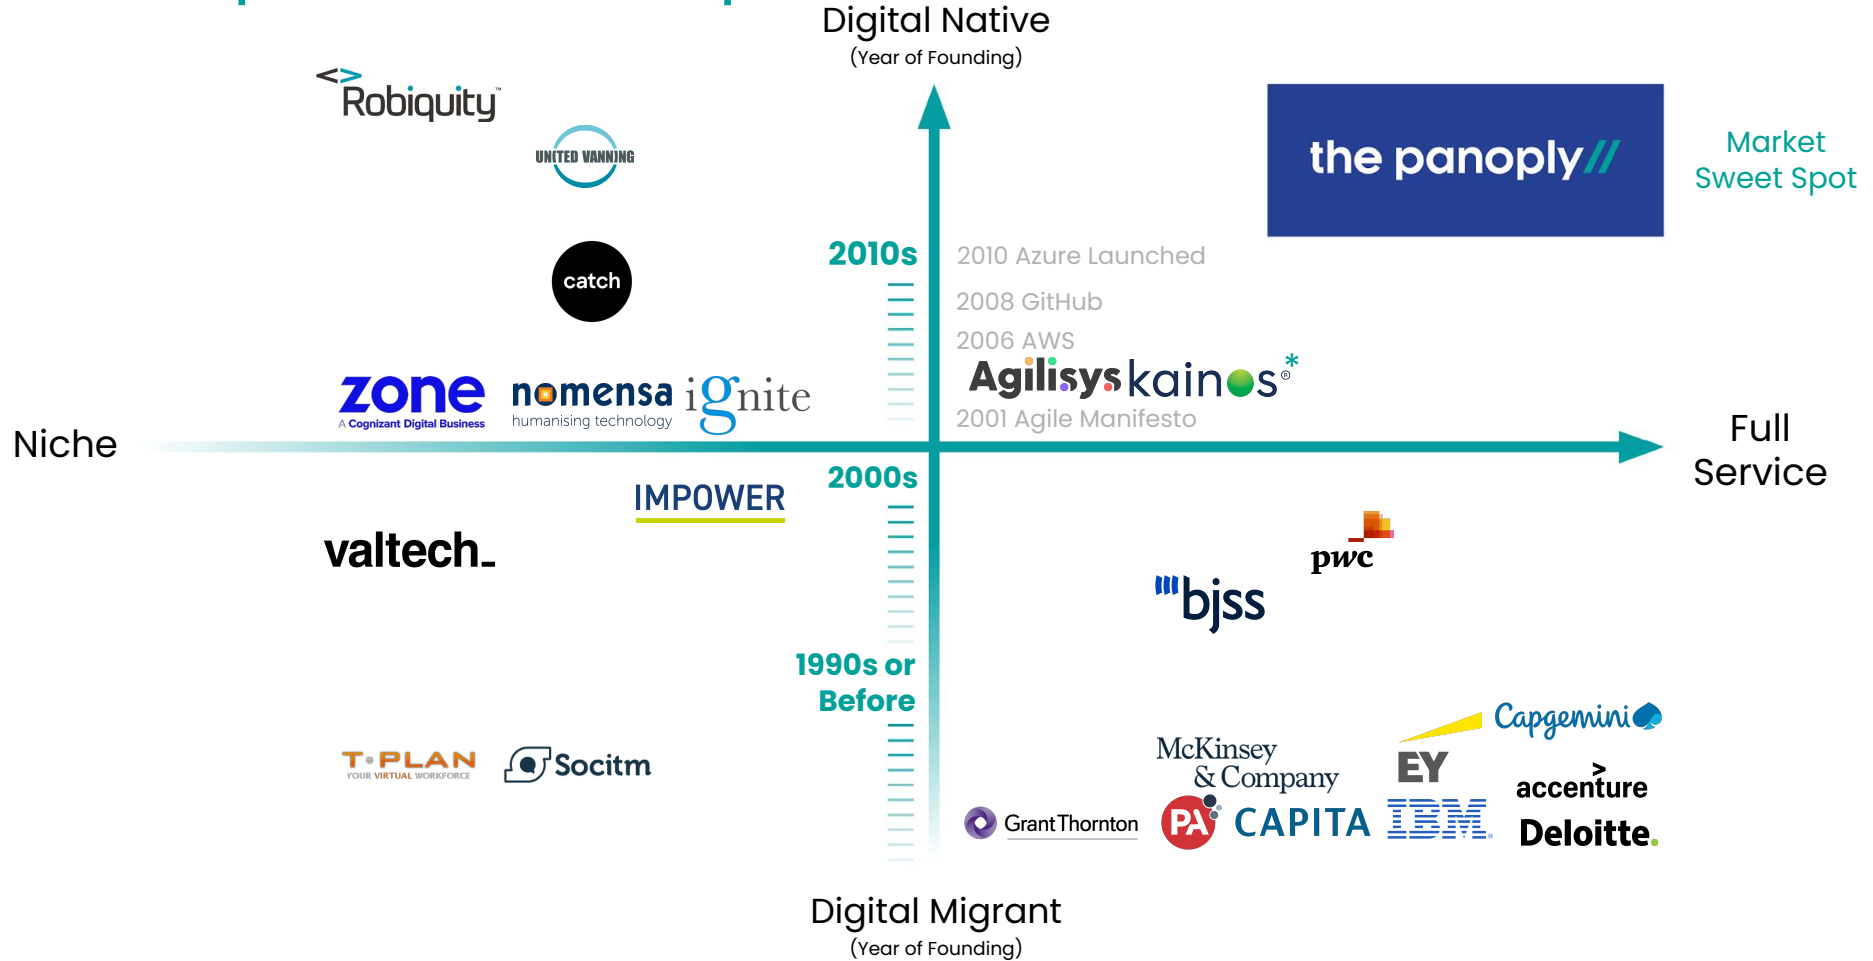 Digital Native
(Year of Founding)
<>
Robiquity™
UNITED VANNING
the panoply//
Market
Sweet Spot
2010s
2010 Azure Launched
catch
2008 GitHub
2006 AWS
zone
A Cognizant Digital Business
nomensa
humanising technology
ignite
Agilisys
kainos®*
2001 Agile Manifesto
Niche
Full
Service
2000s
IMPOWER
valtech_
pwc
bjss
1990s or
Before
T•PLAN
YOUR VIRTUAL WORKFORCE
Socitm
McKinsey
& Company
EY
Capgemini
accenture
Grant Thornton
PA
CAPITA
IBM®
Deloitte.
Digital Migrant
(Year of Founding)